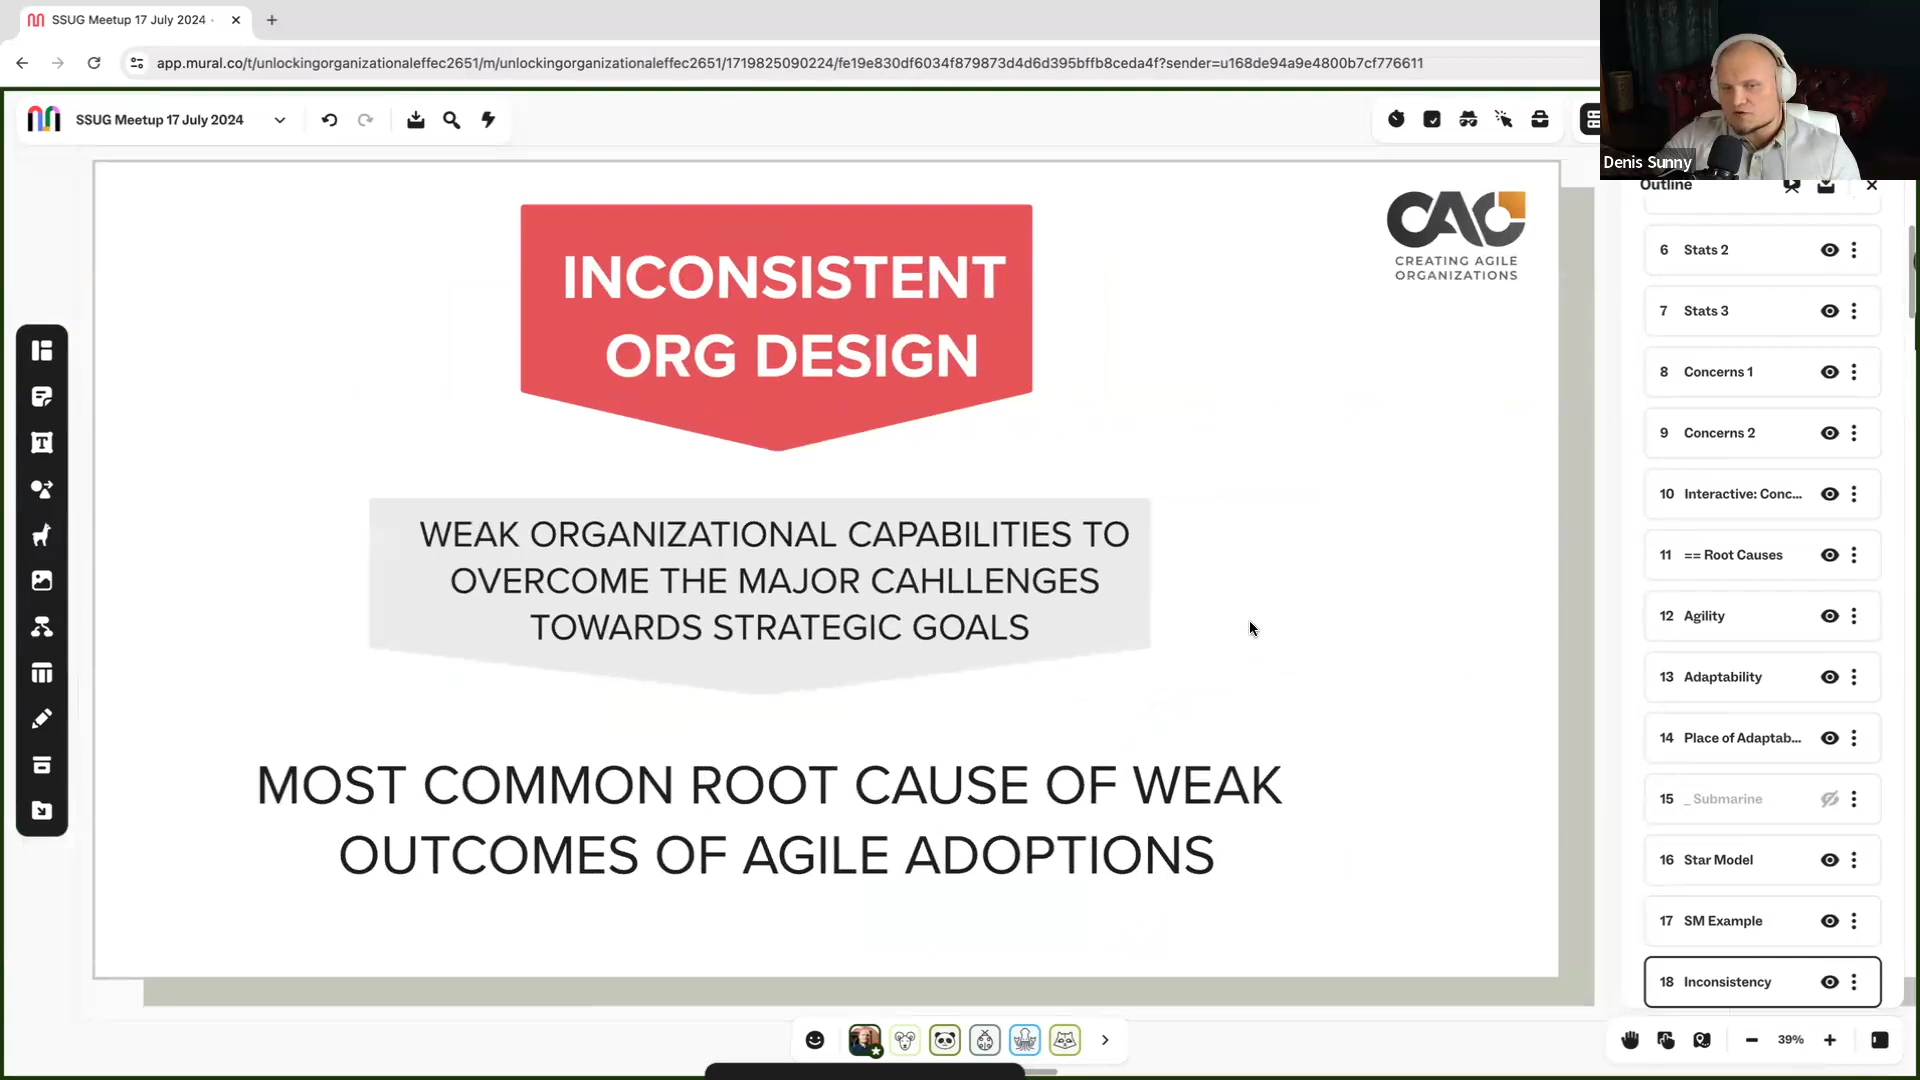 SSUG Meetup 17 July 2024
app.mural.co/t/unlockingorganizationaleffec2651/m/unlockingorganizationaleffec2651/1719825090224/fe19e830df6034f879873d4d6d395bffb8ceda4f?sender=u168de94a9e4800b7cf776611
SSUG Meetup 17 July 2024
Denis Sunny
INCONSISTENT
ORG DESIGN
CAO
CREATING AGILE
ORGANIZATIONS
WEAK ORGANIZATIONAL CAPABILITIES TO
OVERCOME THE MAJOR CAHLLENGES
TOWARDS STRATEGIC GOALS
MOST COMMON ROOT CAUSE OF WEAK
OUTCOMES OF AGILE ADOPTIONS
Outline
6 Stats 2
7 Stats 3
8 Concerns 1
9 Concerns 2
10 Interactive: Conc...
11 == Root Causes
12 Agility
13 Adaptability
14 Place of Adaptab...
15 _ Submarine
16 Star Model
17 SM Example
18 Inconsistency
39%